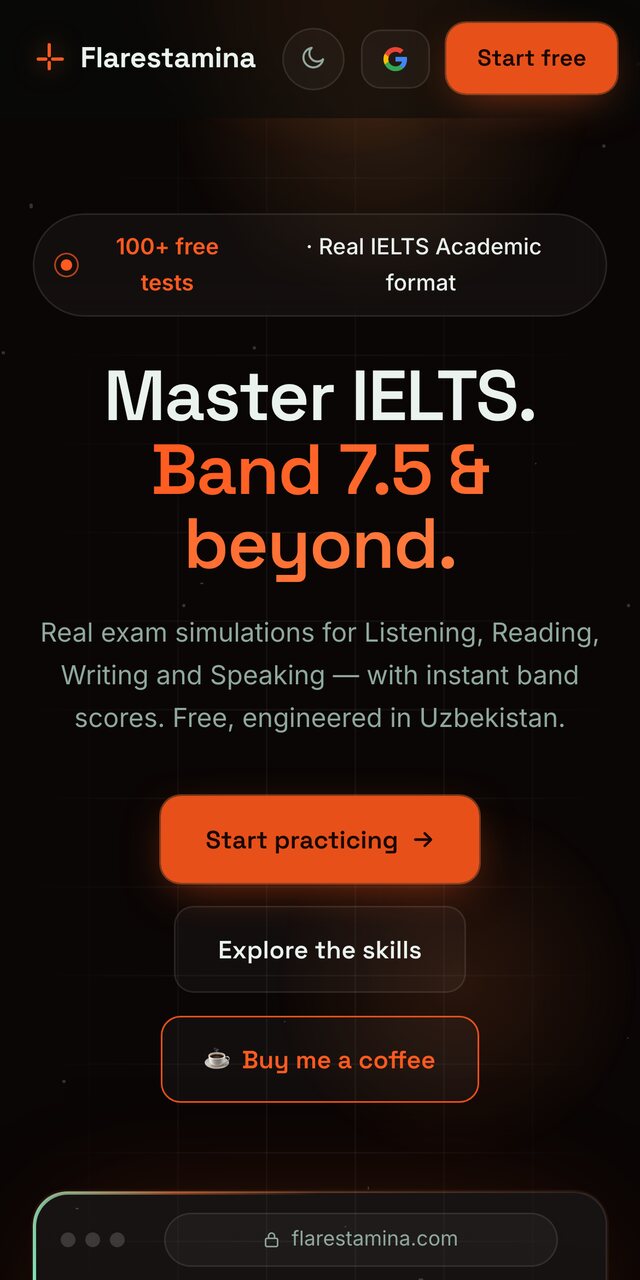 Flarestamina
Start free
100+ free
tests
· Real IELTS Academic
format
Master IELTS.
Band 7.5 &
beyond.
Real exam simulations for Listening, Reading,
Writing and Speaking — with instant band
scores. Free, engineered in Uzbekistan.
Start practicing →
Explore the skills
☕ Buy me a coffee
flarestamina.com